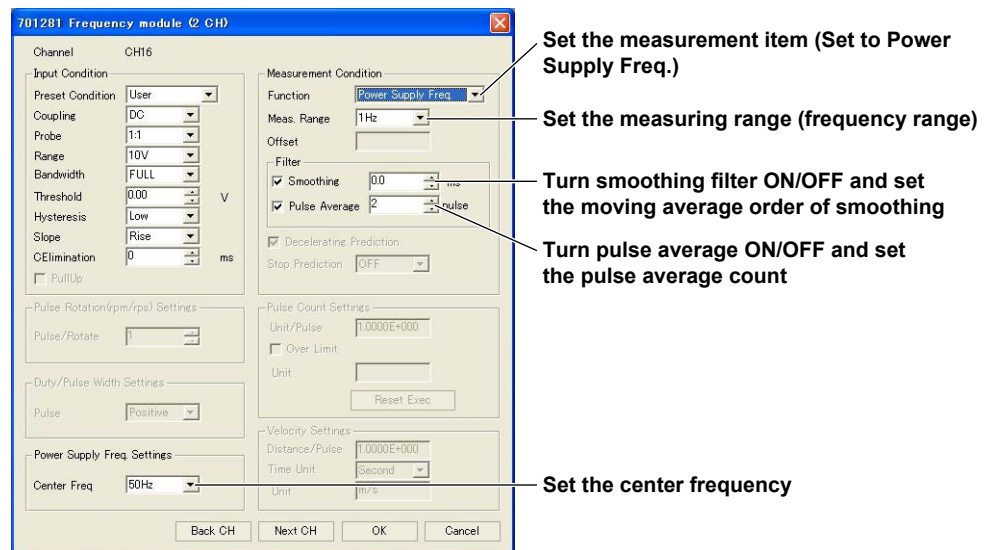 701281 Frequency module (2 CH)
Channel CH16
Input Condition
Preset Condition User
Coupling DC
Probe 1:1
Range 10V
Bandwidth FULL
Threshold 0.00 V
Hysteresis Low
Slope Rise
CElimination 0 ms
PullUp
Pulse Rotation(rpm/rps) Settings
Pulse/Rotate 1
Duty/Pulse Width Settings
Pulse Positive
Power Supply Freq. Settings
Center Freq 50Hz
Measurement Condition
Function Power Supply Freq
Meas. Range 1Hz
Offset
Filter
Smoothing 0.0 ms
Pulse Average 2 pulse
Decelerating Prediction
Stop Prediction OFF
Pulse Count Settings
Unit/Pulse 1.0000E+000
Over Limit
Unit
Reset Exec
Velocity Settings
Distance/Pulse 1.0000E+000
Time Unit Second
Unit m/s
Back CH Next CH OK Cancel
Set the measurement item (Set to Power
Supply Freq.)
Set the measuring range (frequency range)
Turn smoothing filter ON/OFF and set
the moving average order of smoothing
Turn pulse average ON/OFF and set
the pulse average count
Set the center frequency